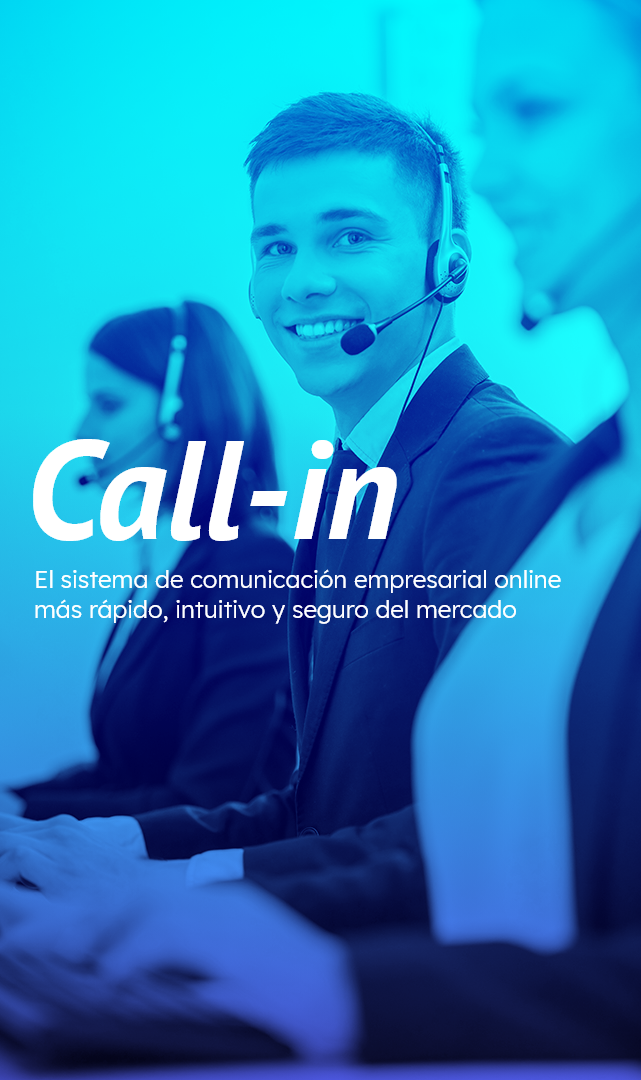 Call-in
El sistema de comunicación empresarial online
más rápido, intuitivo y seguro del mercado